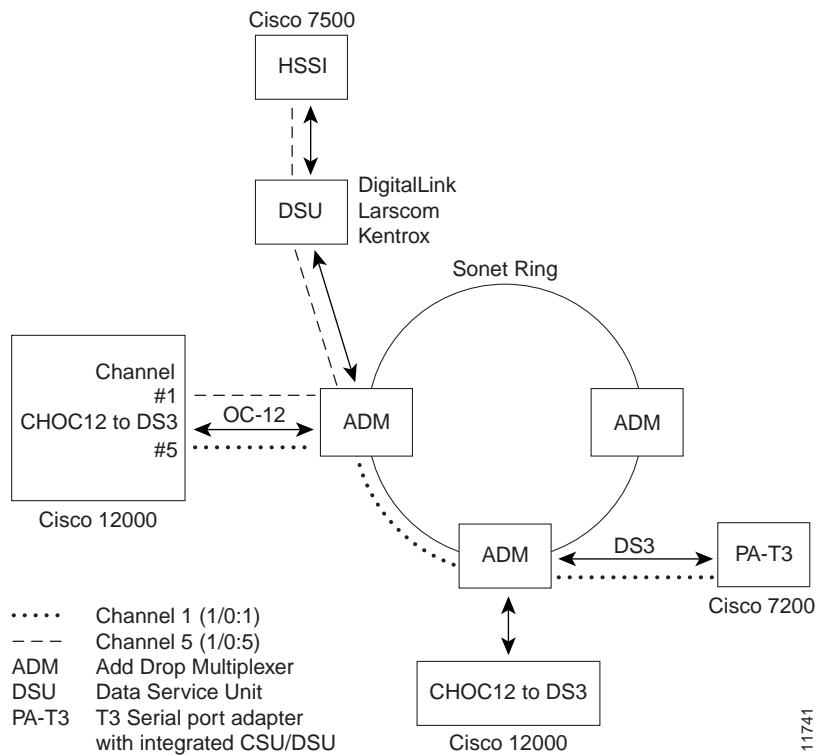 Cisco 7500
HSSI
DSU
DigitalLink
Larscom
Kentrox
Sonet Ring
Channel
#1
CHOC12 to DS3
#5
OC-12
ADM
ADM
Cisco 12000
ADM
DS3
PA-T3
Cisco 7200
CHOC12 to DS3
Cisco 12000
Channel 1 (1/0:1)
Channel 5 (1/0:5)
ADM Add Drop Multiplexer
DSU Data Service Unit
PA-T3 T3 Serial port adapter
with integrated CSU/DSU
11741